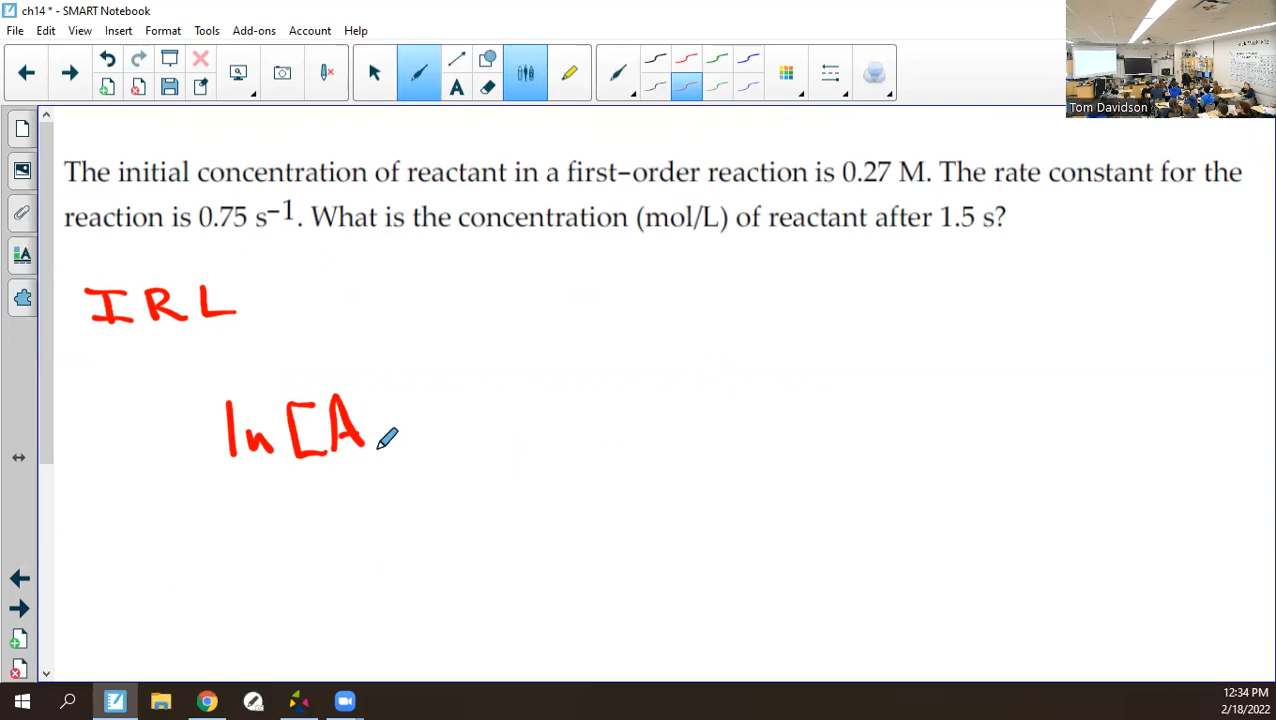 ch14 * - SMART Notebook
File Edit View Insert Format Tools Add-ons Account Help
Tom Davidson
The initial concentration of reactant in a first-order reaction is 0.27 M. The rate constant for the
reaction is 0.75 s⁻¹. What is the concentration (mol/L) of reactant after 1.5 s?
IRL
ln [A
12:34 PM
2/18/2022